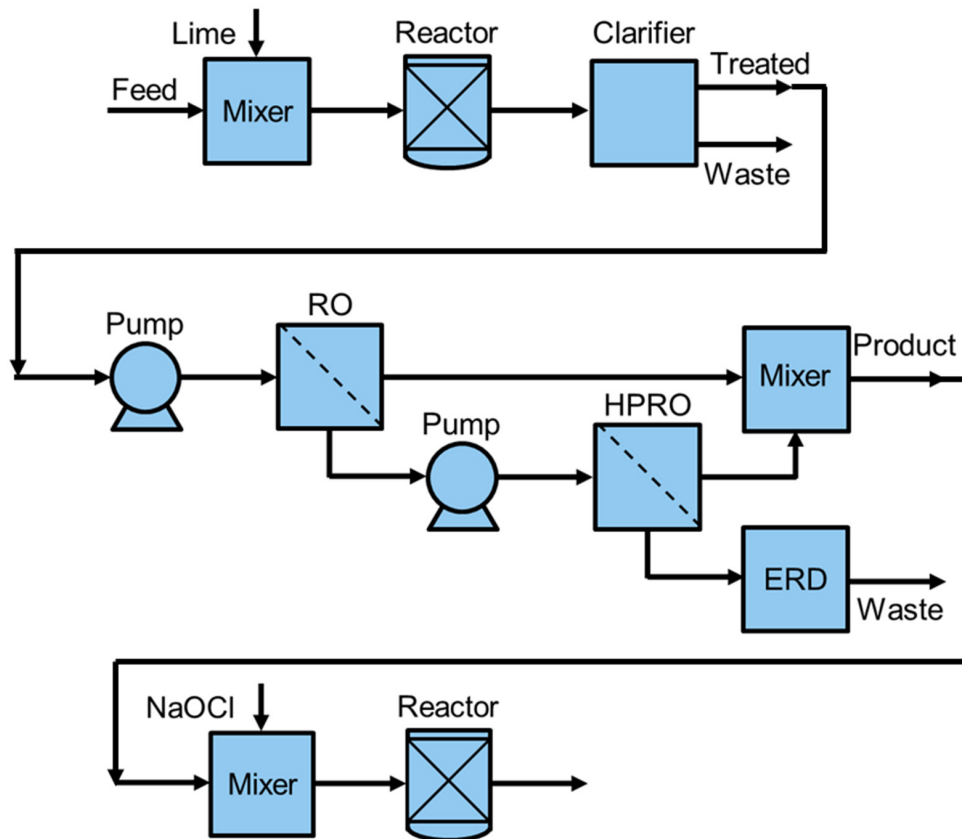 Lime
Reactor
Clarifier
Feed
Mixer
Treated
Waste
Pump
RO
Mixer
Product
Pump
HPRO
ERD
Waste
NaOCl
Reactor
Mixer